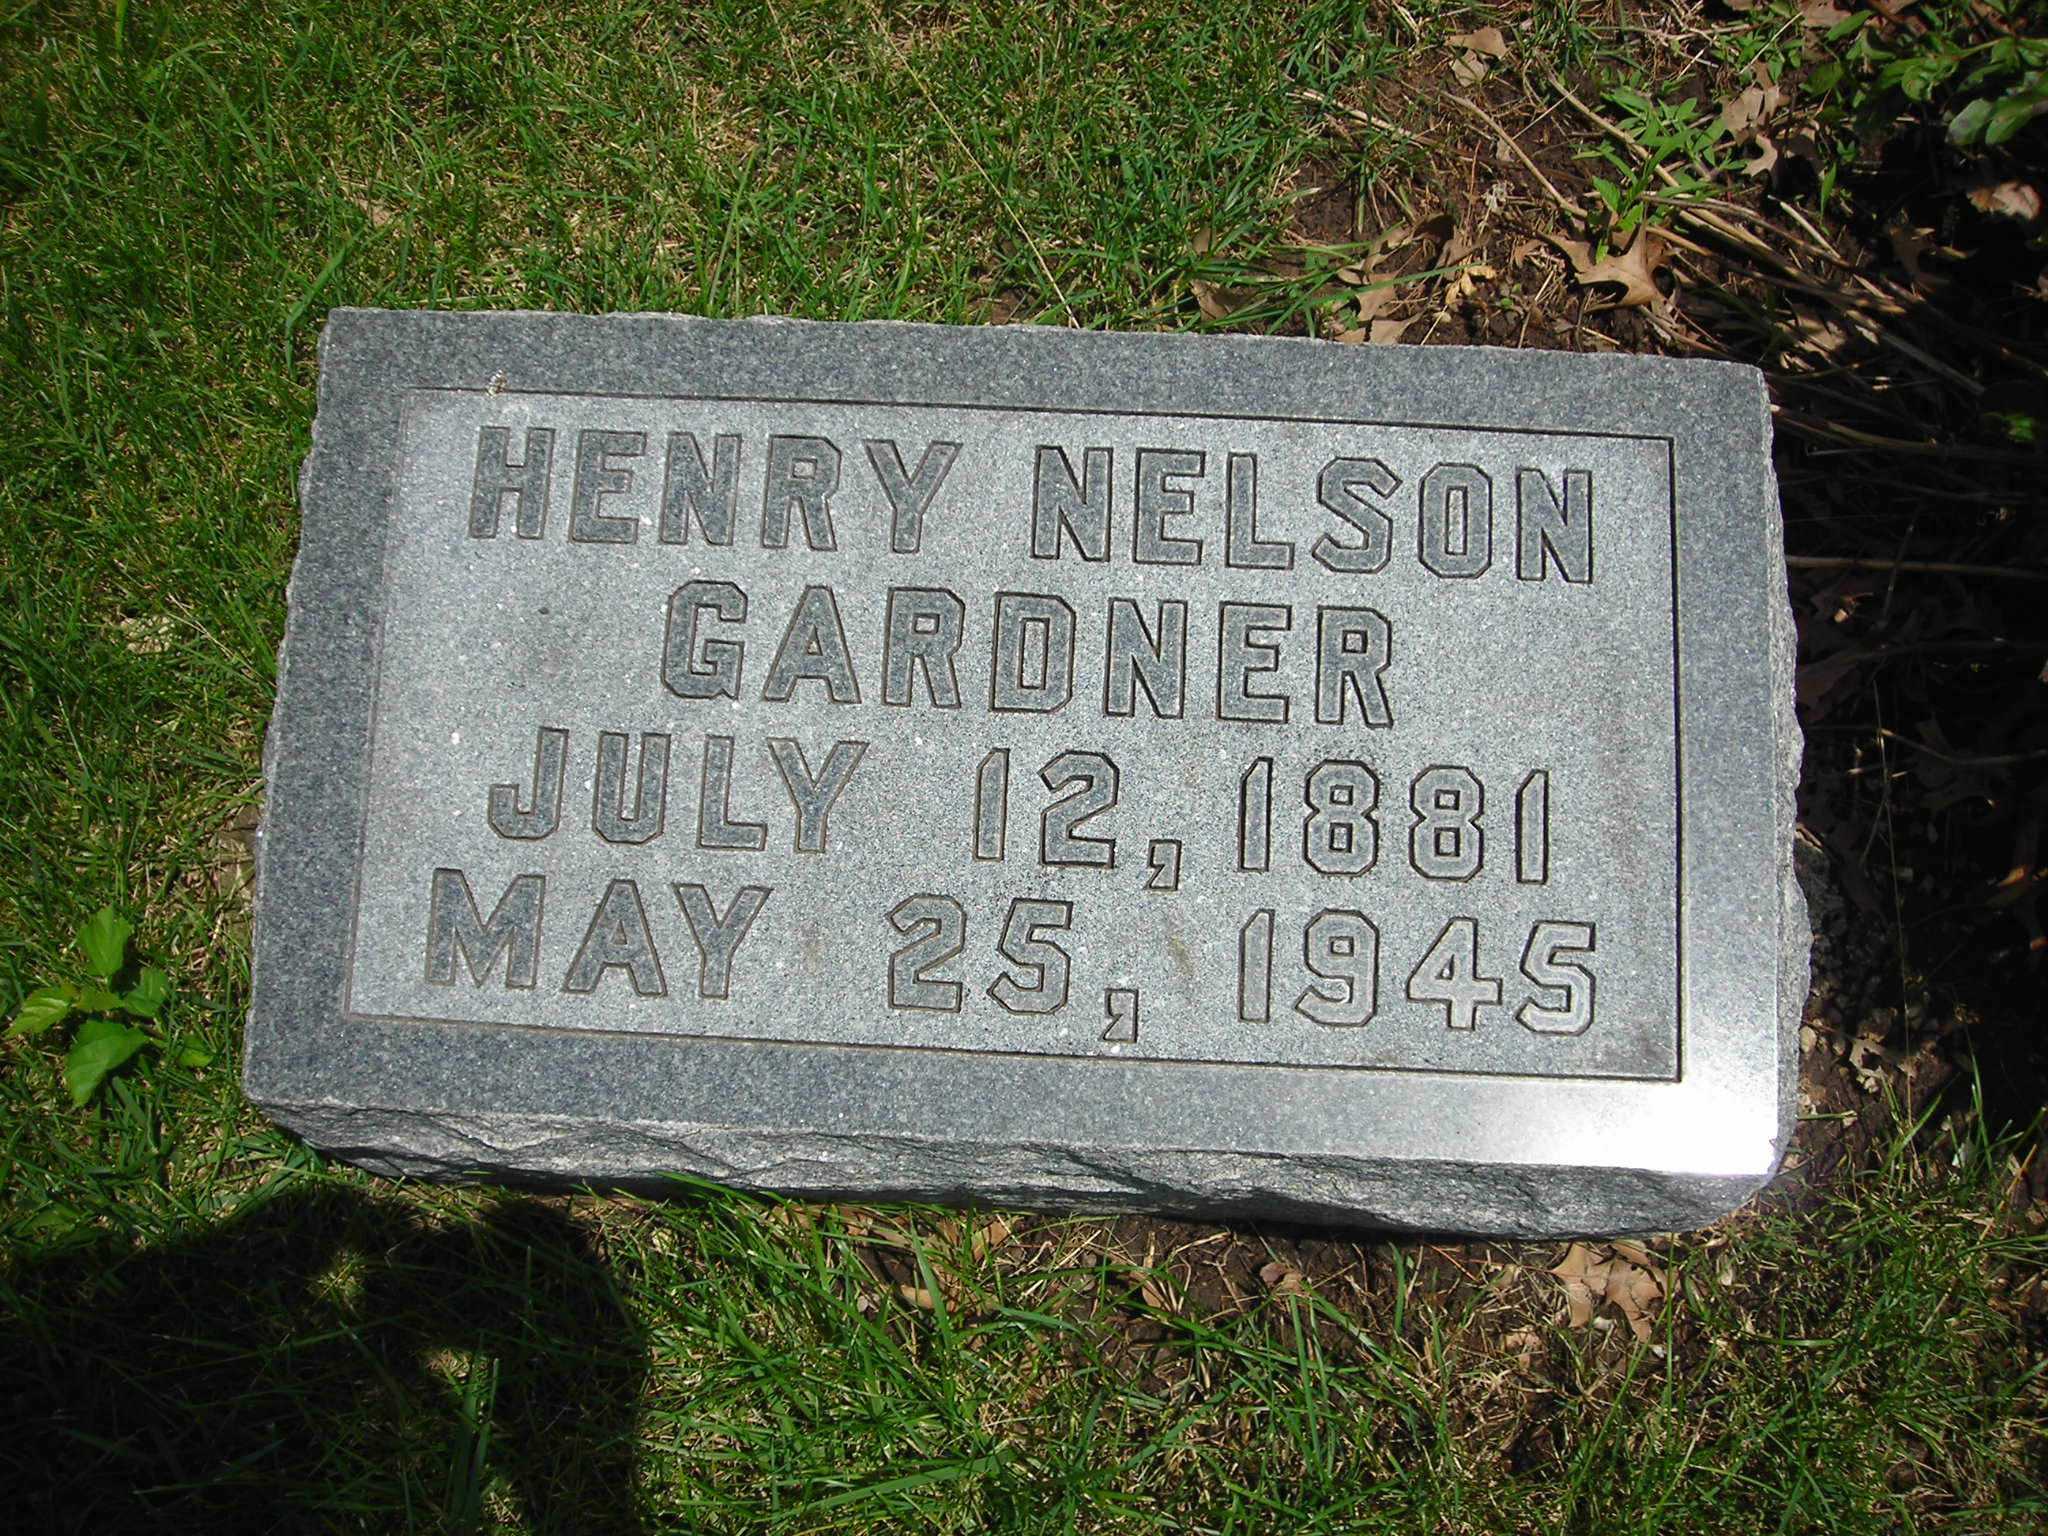 HENRY NELSON
GARDNER
JULY 12, 1881
MAY 25, 1945